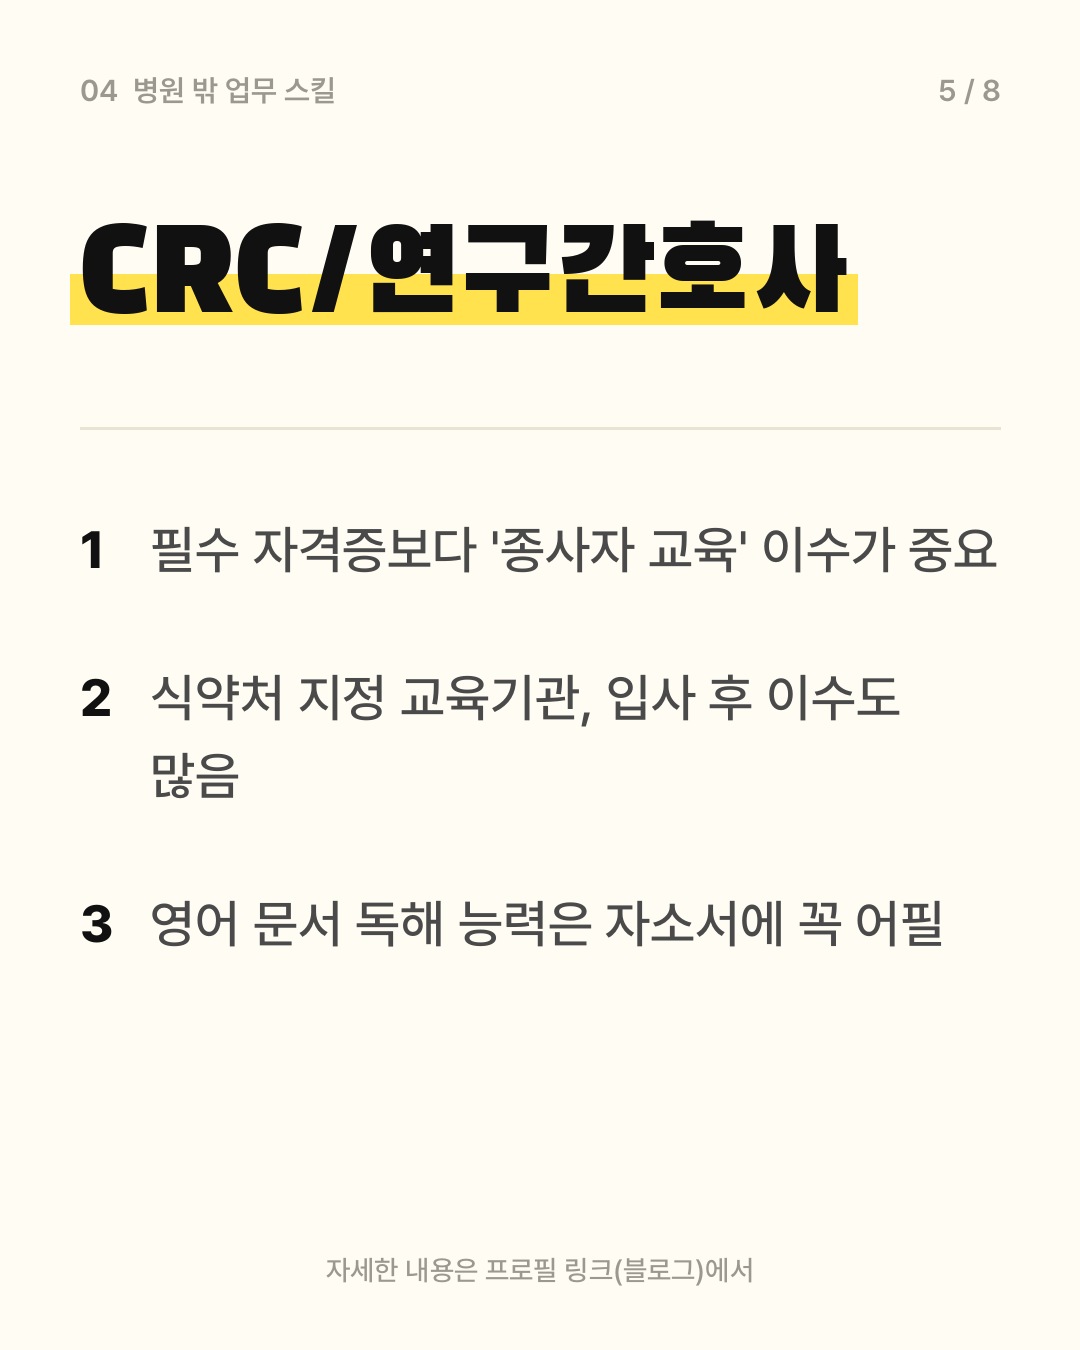 04 병원 밖 업무 스킬
5 / 8
CRC/연구간호사
1 필수 자격증보다 '종사자 교육' 이수가 중요
2 식약처 지정 교육기관, 입사 후 이수도
많음
3 영어 문서 독해 능력은 자소서에 꼭 어필
자세한 내용은 프로필 링크(블로그)에서